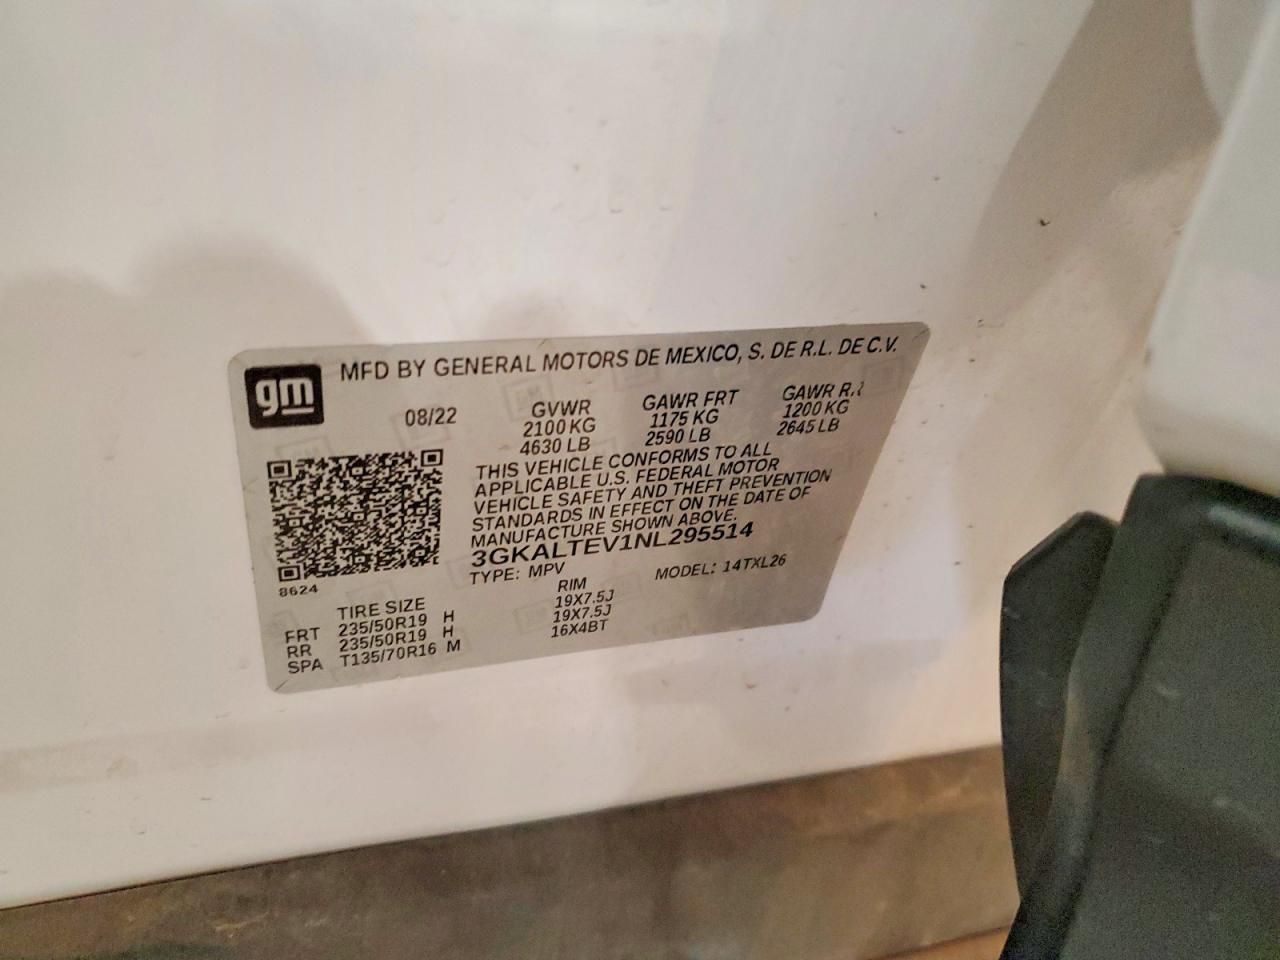 gm
MFD BY GENERAL MOTORS DE MEXICO, S. DE R.L. DE C.V.
08/22 GVWR GAWR FRT GAWR
2100 KG 1175 KG 1200 KG
4630 LB 2590 LB 2645 LB
THIS VEHICLE CONFORMS TO ALL
APPLICABLE U.S. FEDERAL MOTOR
VEHICLE SAFETY AND THEFT PREVENTION
STANDARDS IN EFFECT ON THE DATE OF
MANUFACTURE SHOWN ABOVE.
3GKALTEV1NL295514
TYPE: MPV MODEL: 14TXL26
8624
TIRE SIZE RIM
FRT 235/50R19 H 19X7.5J
RR 235/50R19 H 19X7.5J
SPA T135/70R16 M 16X4BT